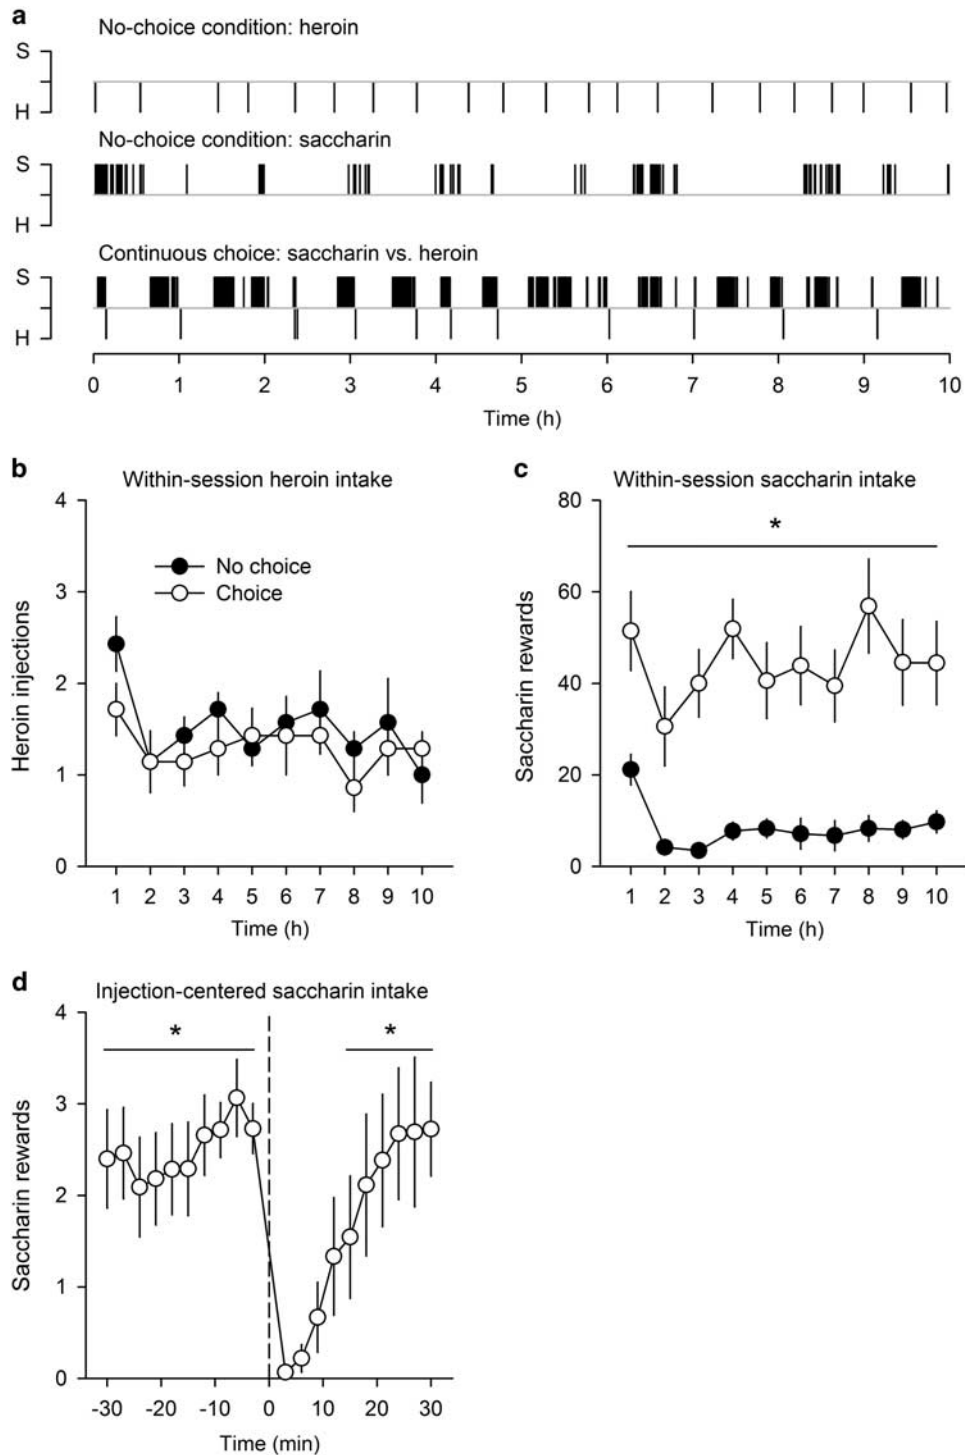 a
No-choice condition: heroin
S
H
No-choice condition: saccharin
S
H
Continuous choice: saccharin vs. heroin
S
H
0 1 2 3 4 5 6 7 8 9 10
Time (h)
b
Within-session heroin intake
4
3
2
1
0
Heroin injections
No choice
Choice
1 2 3 4 5 6 7 8 9 10
Time (h)
c
Within-session saccharin intake
80
60
40
20
0
Saccharin rewards
*
1 2 3 4 5 6 7 8 9 10
Time (h)
d
Injection-centered saccharin intake
4
3
2
1
0
Saccharin rewards
* *
-30 -20 -10 0 10 20 30
Time (min)